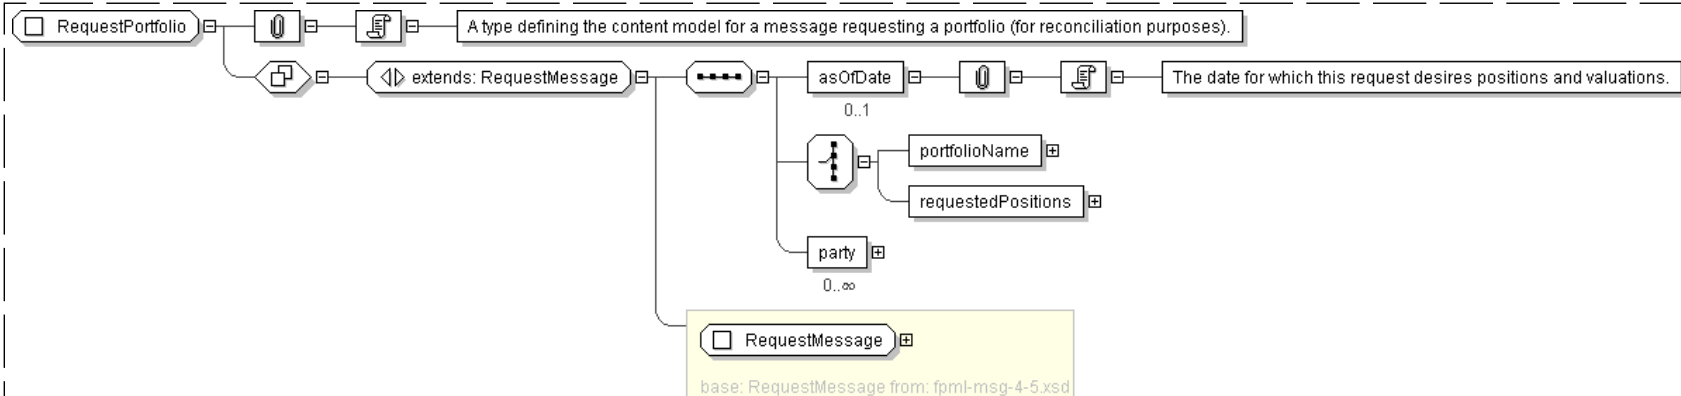 RequestPortfolio
A type defining the content model for a message requesting a portfolio (for reconciliation purposes).
extends: RequestMessage
asOfDate
The date for which this request desires positions and valuations.
0..1
portfolioName
requestedPositions
party
0..∞
RequestMessage
base: RequestMessage from: fpml-msg-4-5.xsd